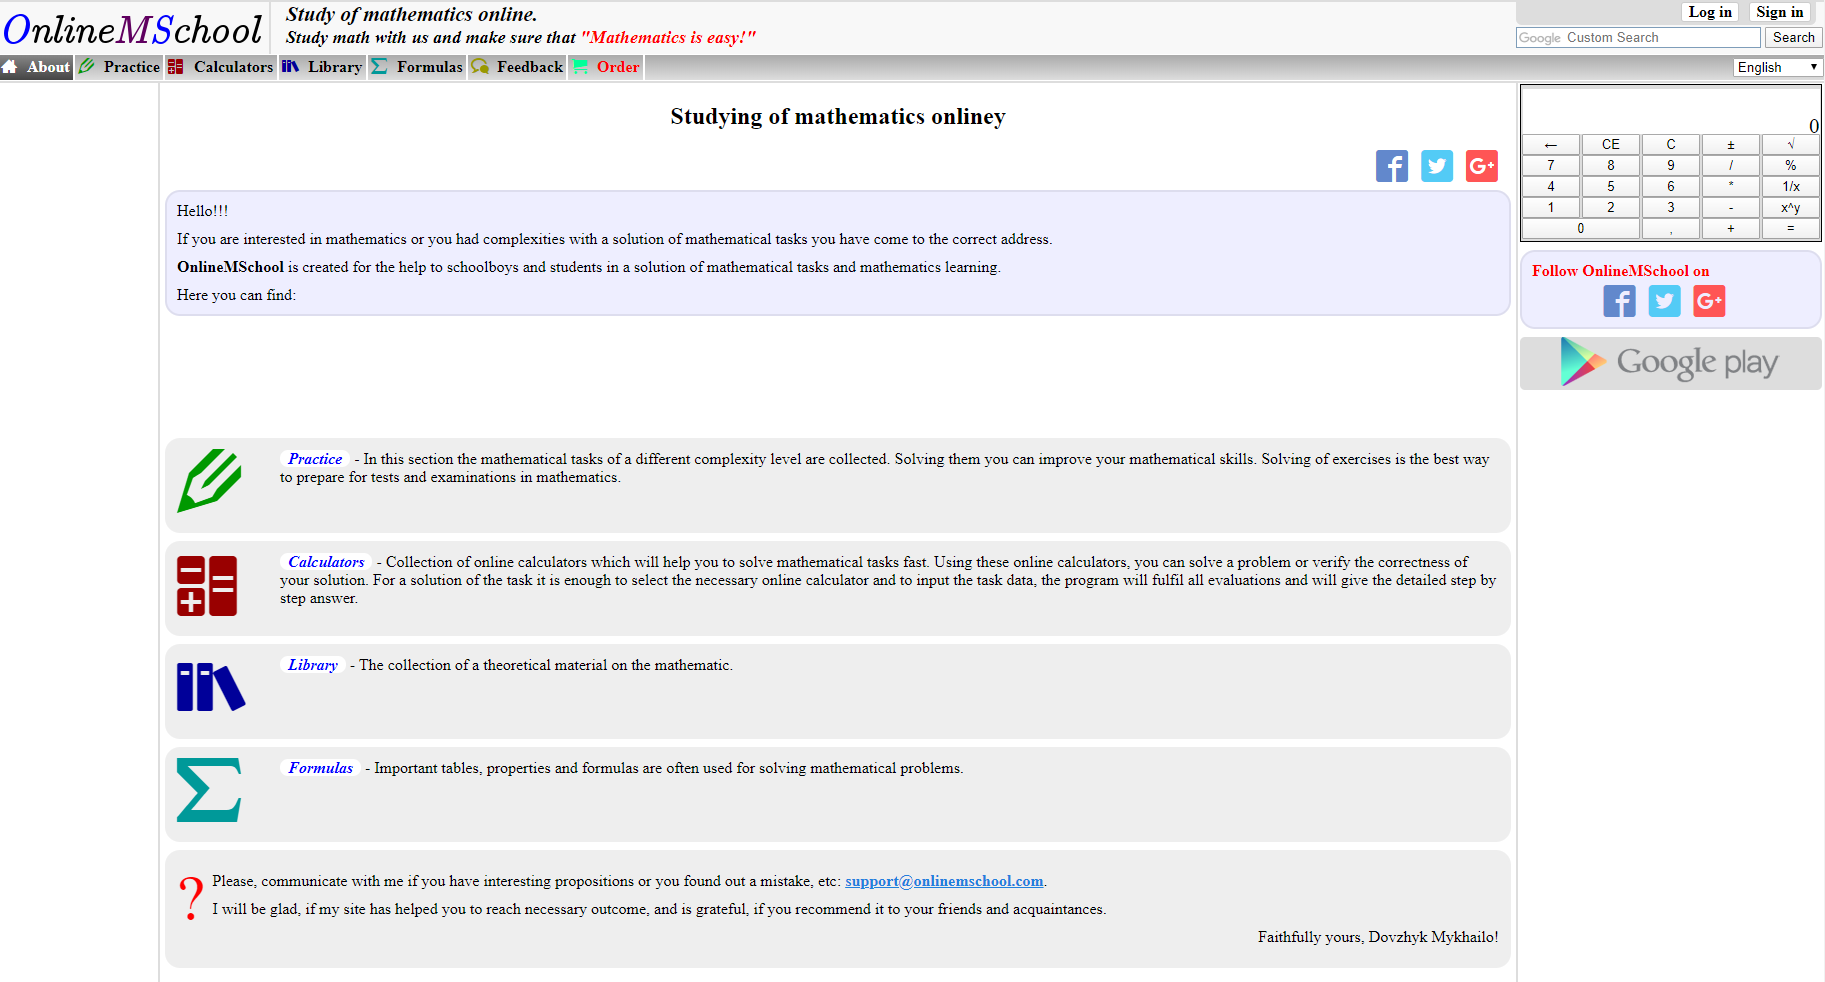 OnlineMSchool
Study of mathematics online.
Study math with us and make sure that "Mathematics is easy!"
Log in Sign in
Google Custom Search Search
About Practice Calculators Library Formulas Feedback Order
English
Studying of mathematics onliney
Hello!!!
If you are interested in mathematics or you had complexities with a solution of mathematical tasks you have come to the correct address.
OnlineMSchool is created for the help to schoolboys and students in a solution of mathematical tasks and mathematics learning.
Here you can find:
Practice - In this section the mathematical tasks of a different complexity level are collected. Solving them you can improve your mathematical skills. Solving of exercises is the best way
to prepare for tests and examinations in mathematics.
Calculators - Collection of online calculators which will help you to solve mathematical tasks fast. Using these online calculators, you can solve a problem or verify the correctness of
your solution. For a solution of the task it is enough to select the necessary online calculator and to input the task data, the program will fulfil all evaluations and will give the detailed step by
step answer.
Library - The collection of a theoretical material on the mathematic.
Formulas - Important tables, properties and formulas are often used for solving mathematical problems.
? Please, communicate with me if you have interesting propositions or you found out a mistake, etc: support@onlinemschool.com.
I will be glad, if my site has helped you to reach necessary outcome, and is grateful, if you recommend it to your friends and acquaintances.
Faithfully yours, Dovzhyk Mykhailo!
0
← CE C ± √
7 8 9 / %
4 5 6 * 1/x
1 2 3 - x^y
0 , + =
Follow OnlineMSchool on
Google play